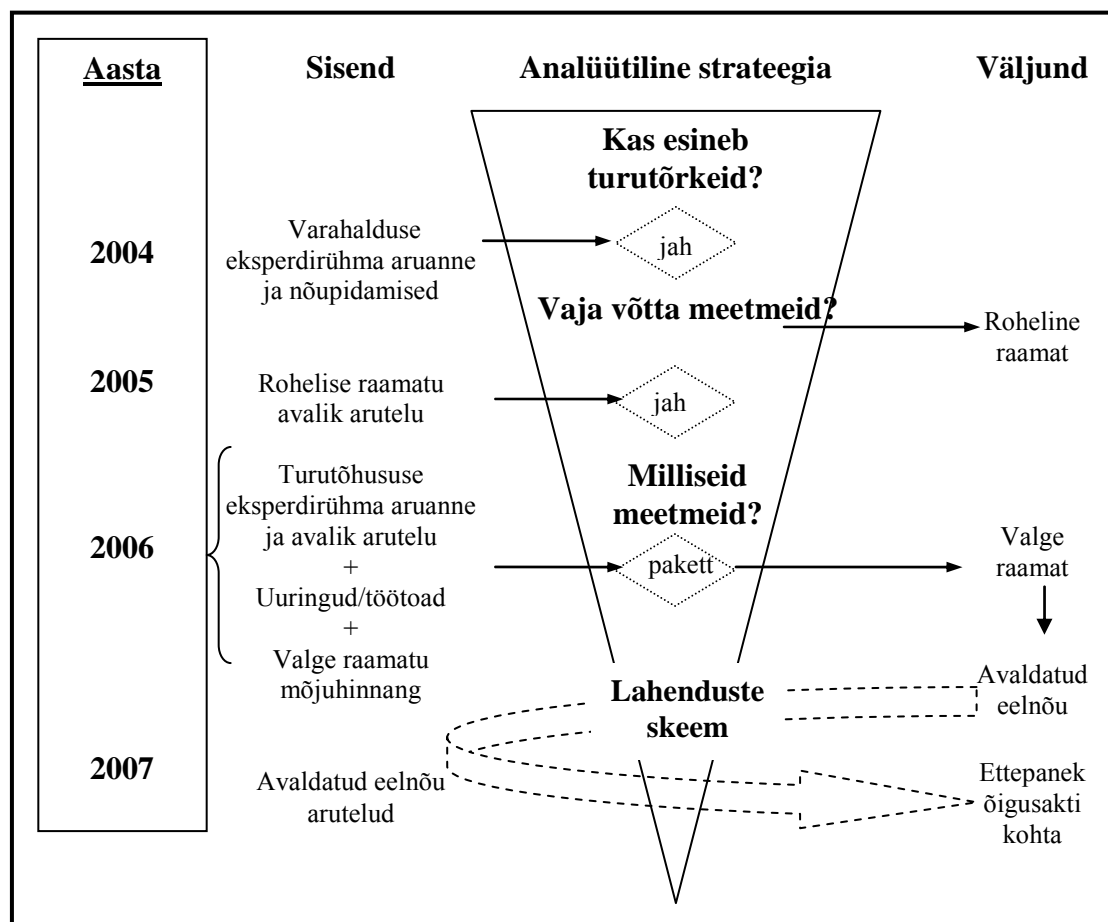 Aasta
Sisend
Analüütiline strateegia
Väljund
Kas esineb
turutõrkeid?
2004
Varahalduse
eksperdirühma aruanne
ja nõupidamised
jah
Vaja võtta meetmeid?
Roheline
raamat
2005
Rohelise raamatu
avalik arutelu
jah
Milliseid
meetmeid?
2006
Turutõhususe
eksperdirühma aruanne
ja avalik arutelu
+
Uuringud/töötoad
+
Valge raamatu
mõjuhinnang
pakett
Valge
raamat
Lahenduste
skeem
Avaldatud
eelnõu
2007
Avaldatud eelnõu
arutelud
Ettepanek
õigusakti
kohta